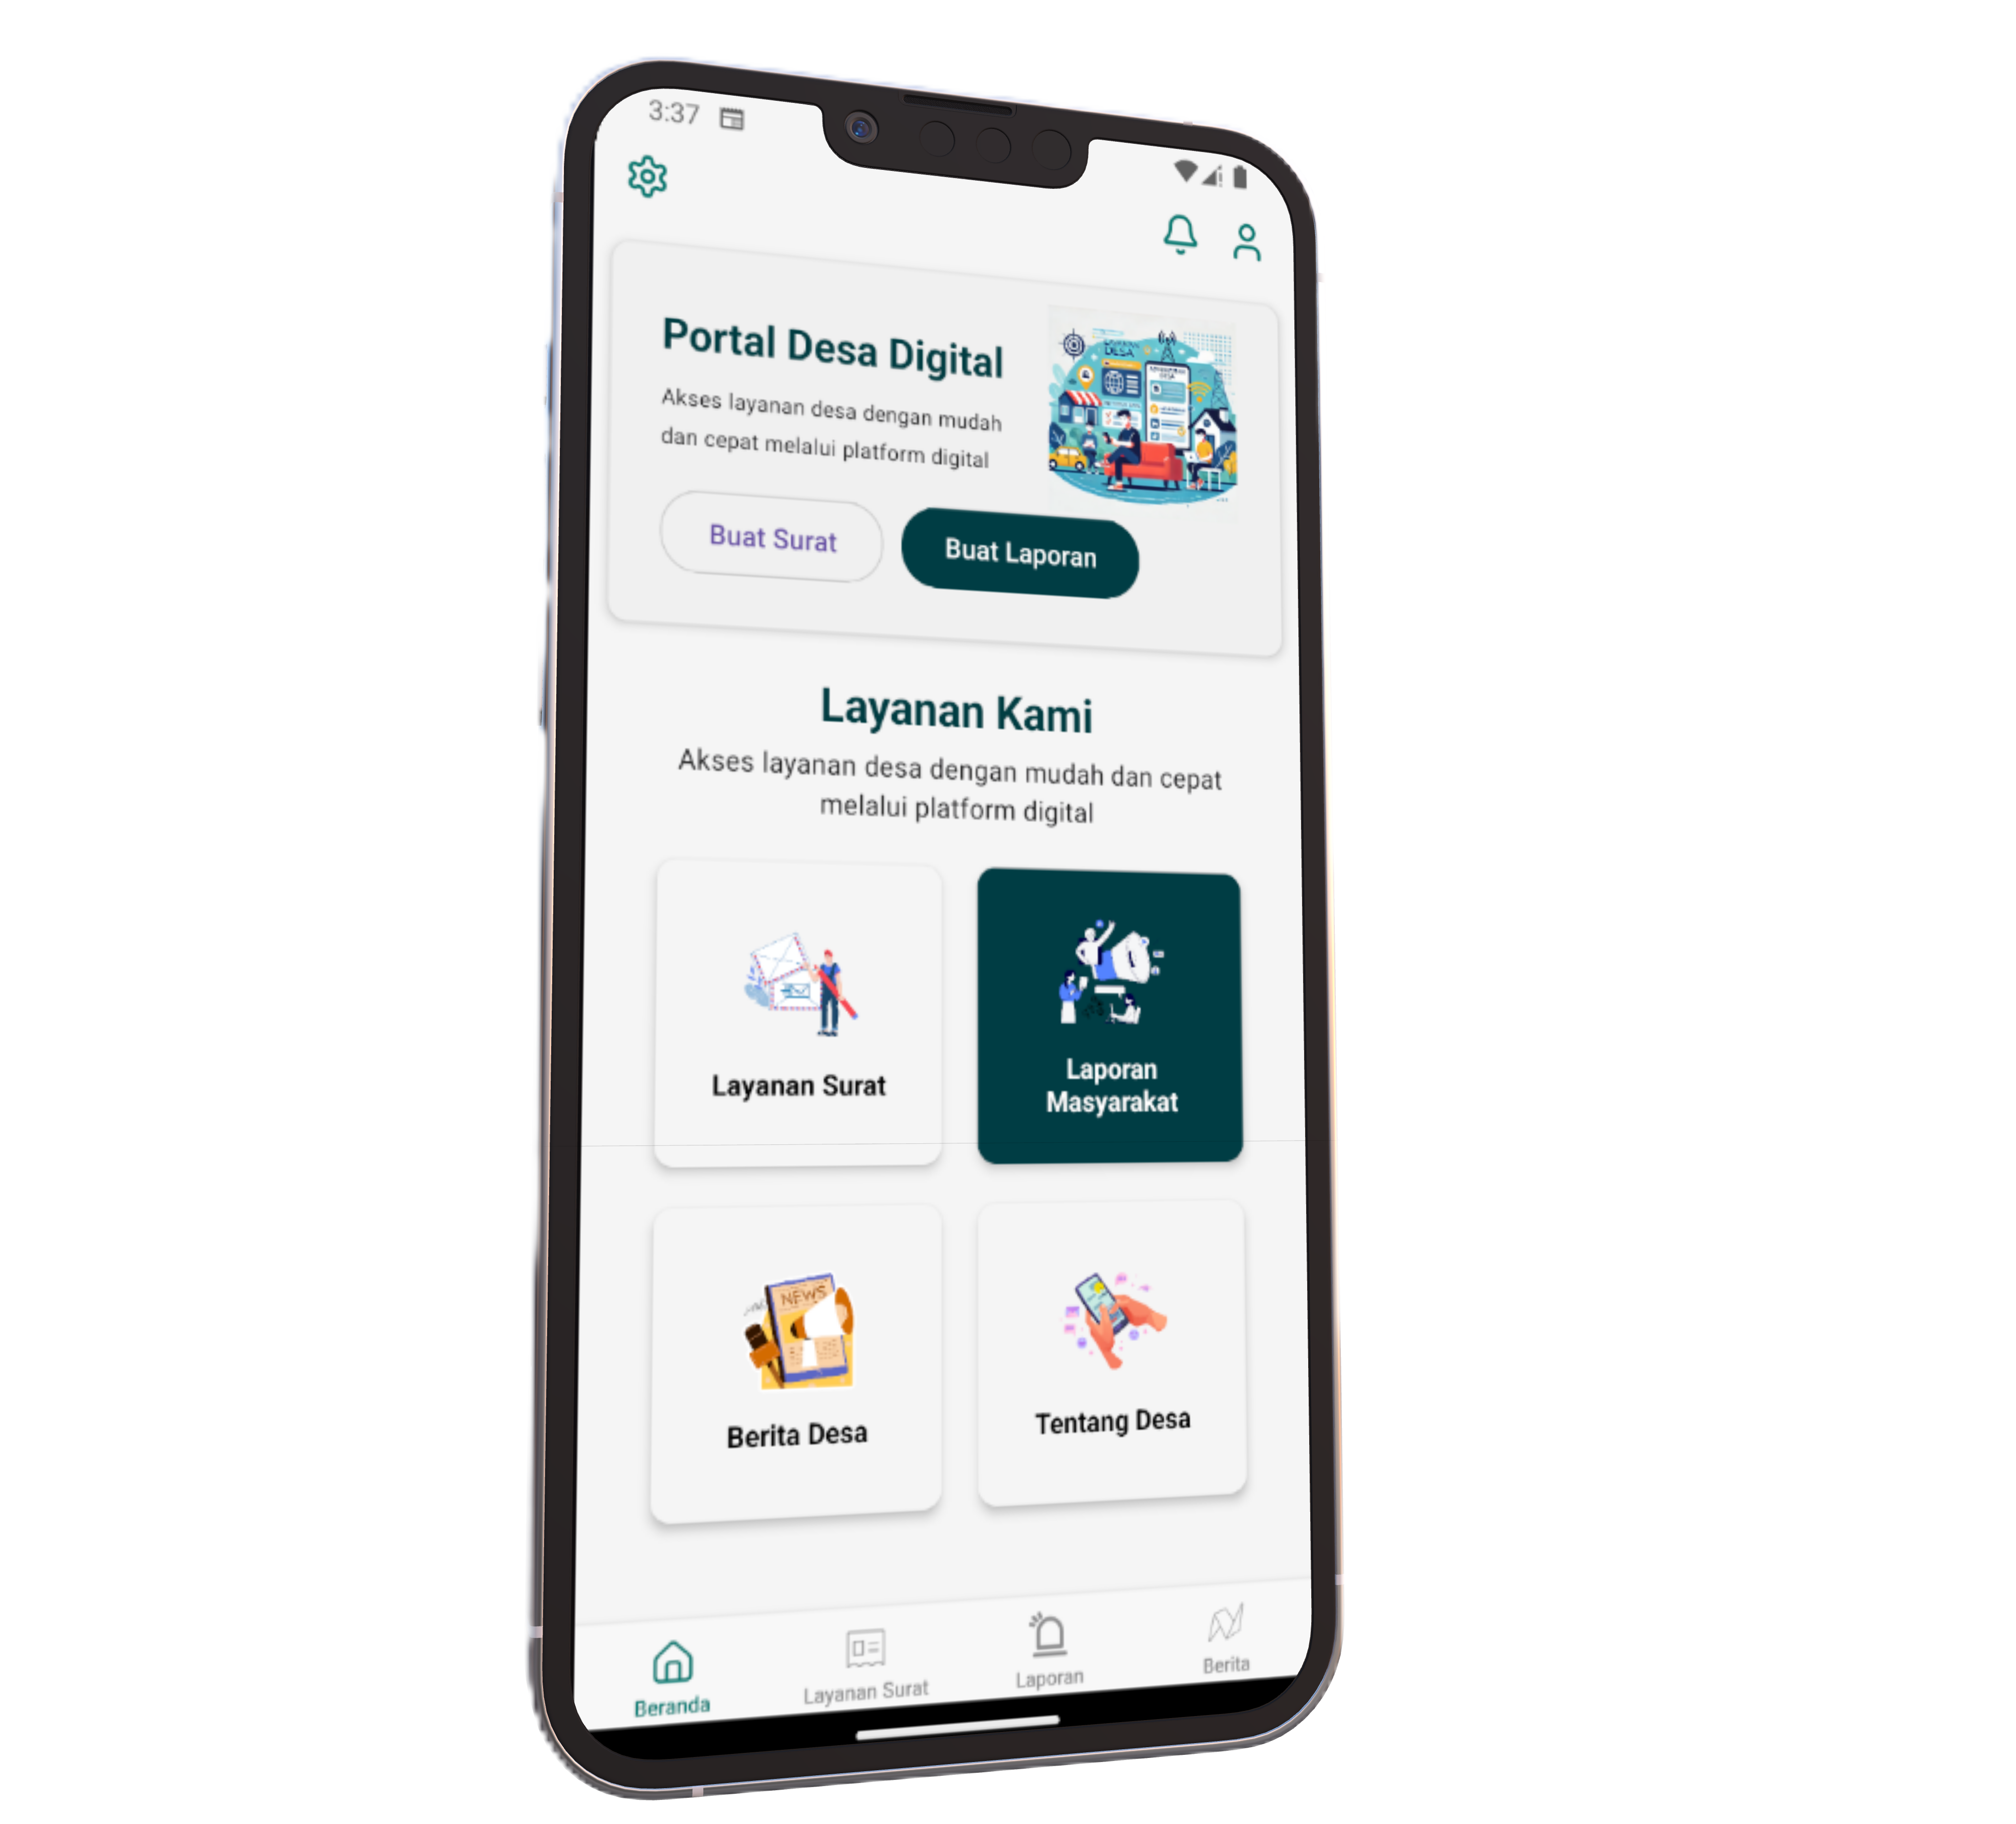 3:37
Portal Desa Digital
DESA
Akses layanan desa dengan mudah
dan cepat melalui platform digital
Buat Surat
Buat Laporan
Layanan Kami
Akses layanan desa dengan mudah dan cepat
melalui platform digital
Layanan Surat
Laporan
Masyarakat
NEWS
Berita Desa
Tentang Desa
Beranda
Layanan Surat
Laporan
Berita